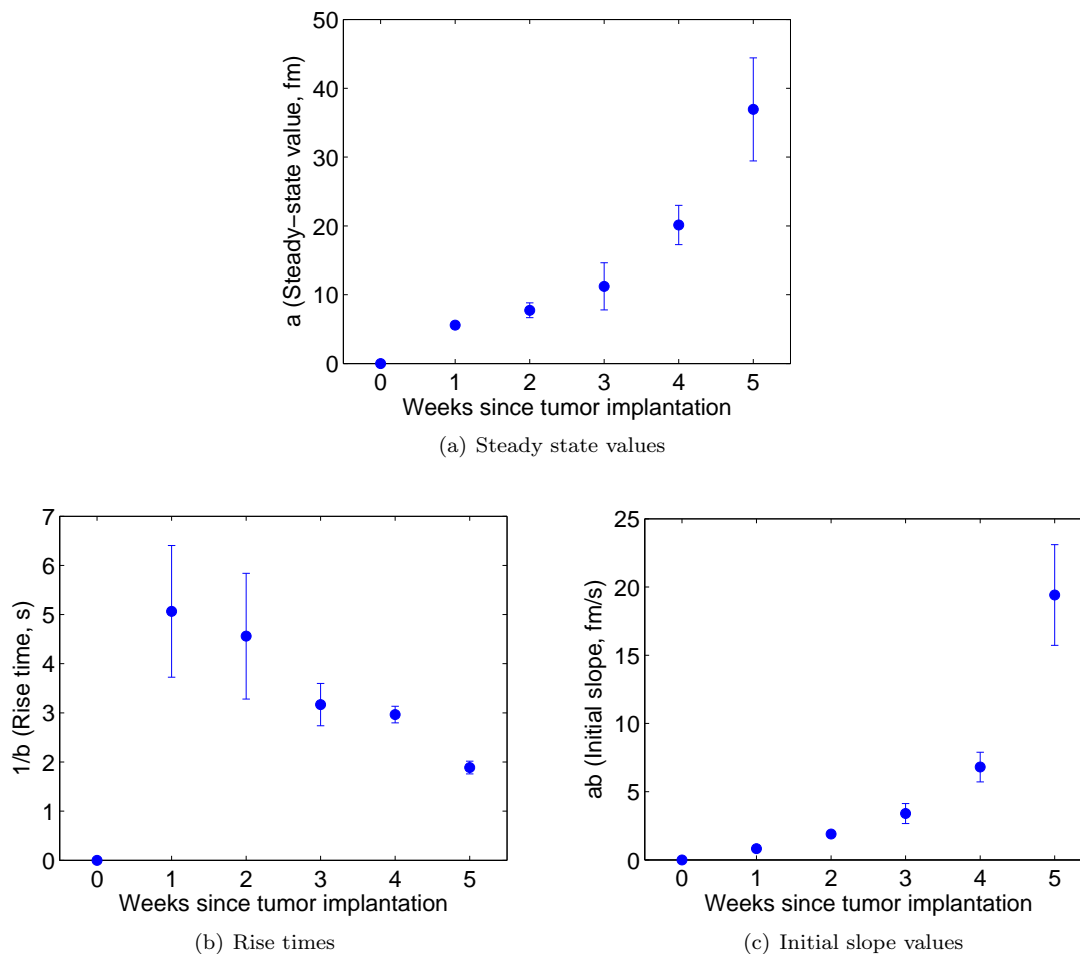 50
40
30
20
10
0
a (Steady−state value, fm)
0 1 2 3 4 5
Weeks since tumor implantation
(a) Steady state values
7
6
5
4
3
2
1
0
1/b (Rise time, s)
0 1 2 3 4 5
Weeks since tumor implantation
(b) Rise times
25
20
15
10
5
0
ab (Initial slope, fm/s)
0 1 2 3 4 5
Weeks since tumor implantation
(c) Initial slope values